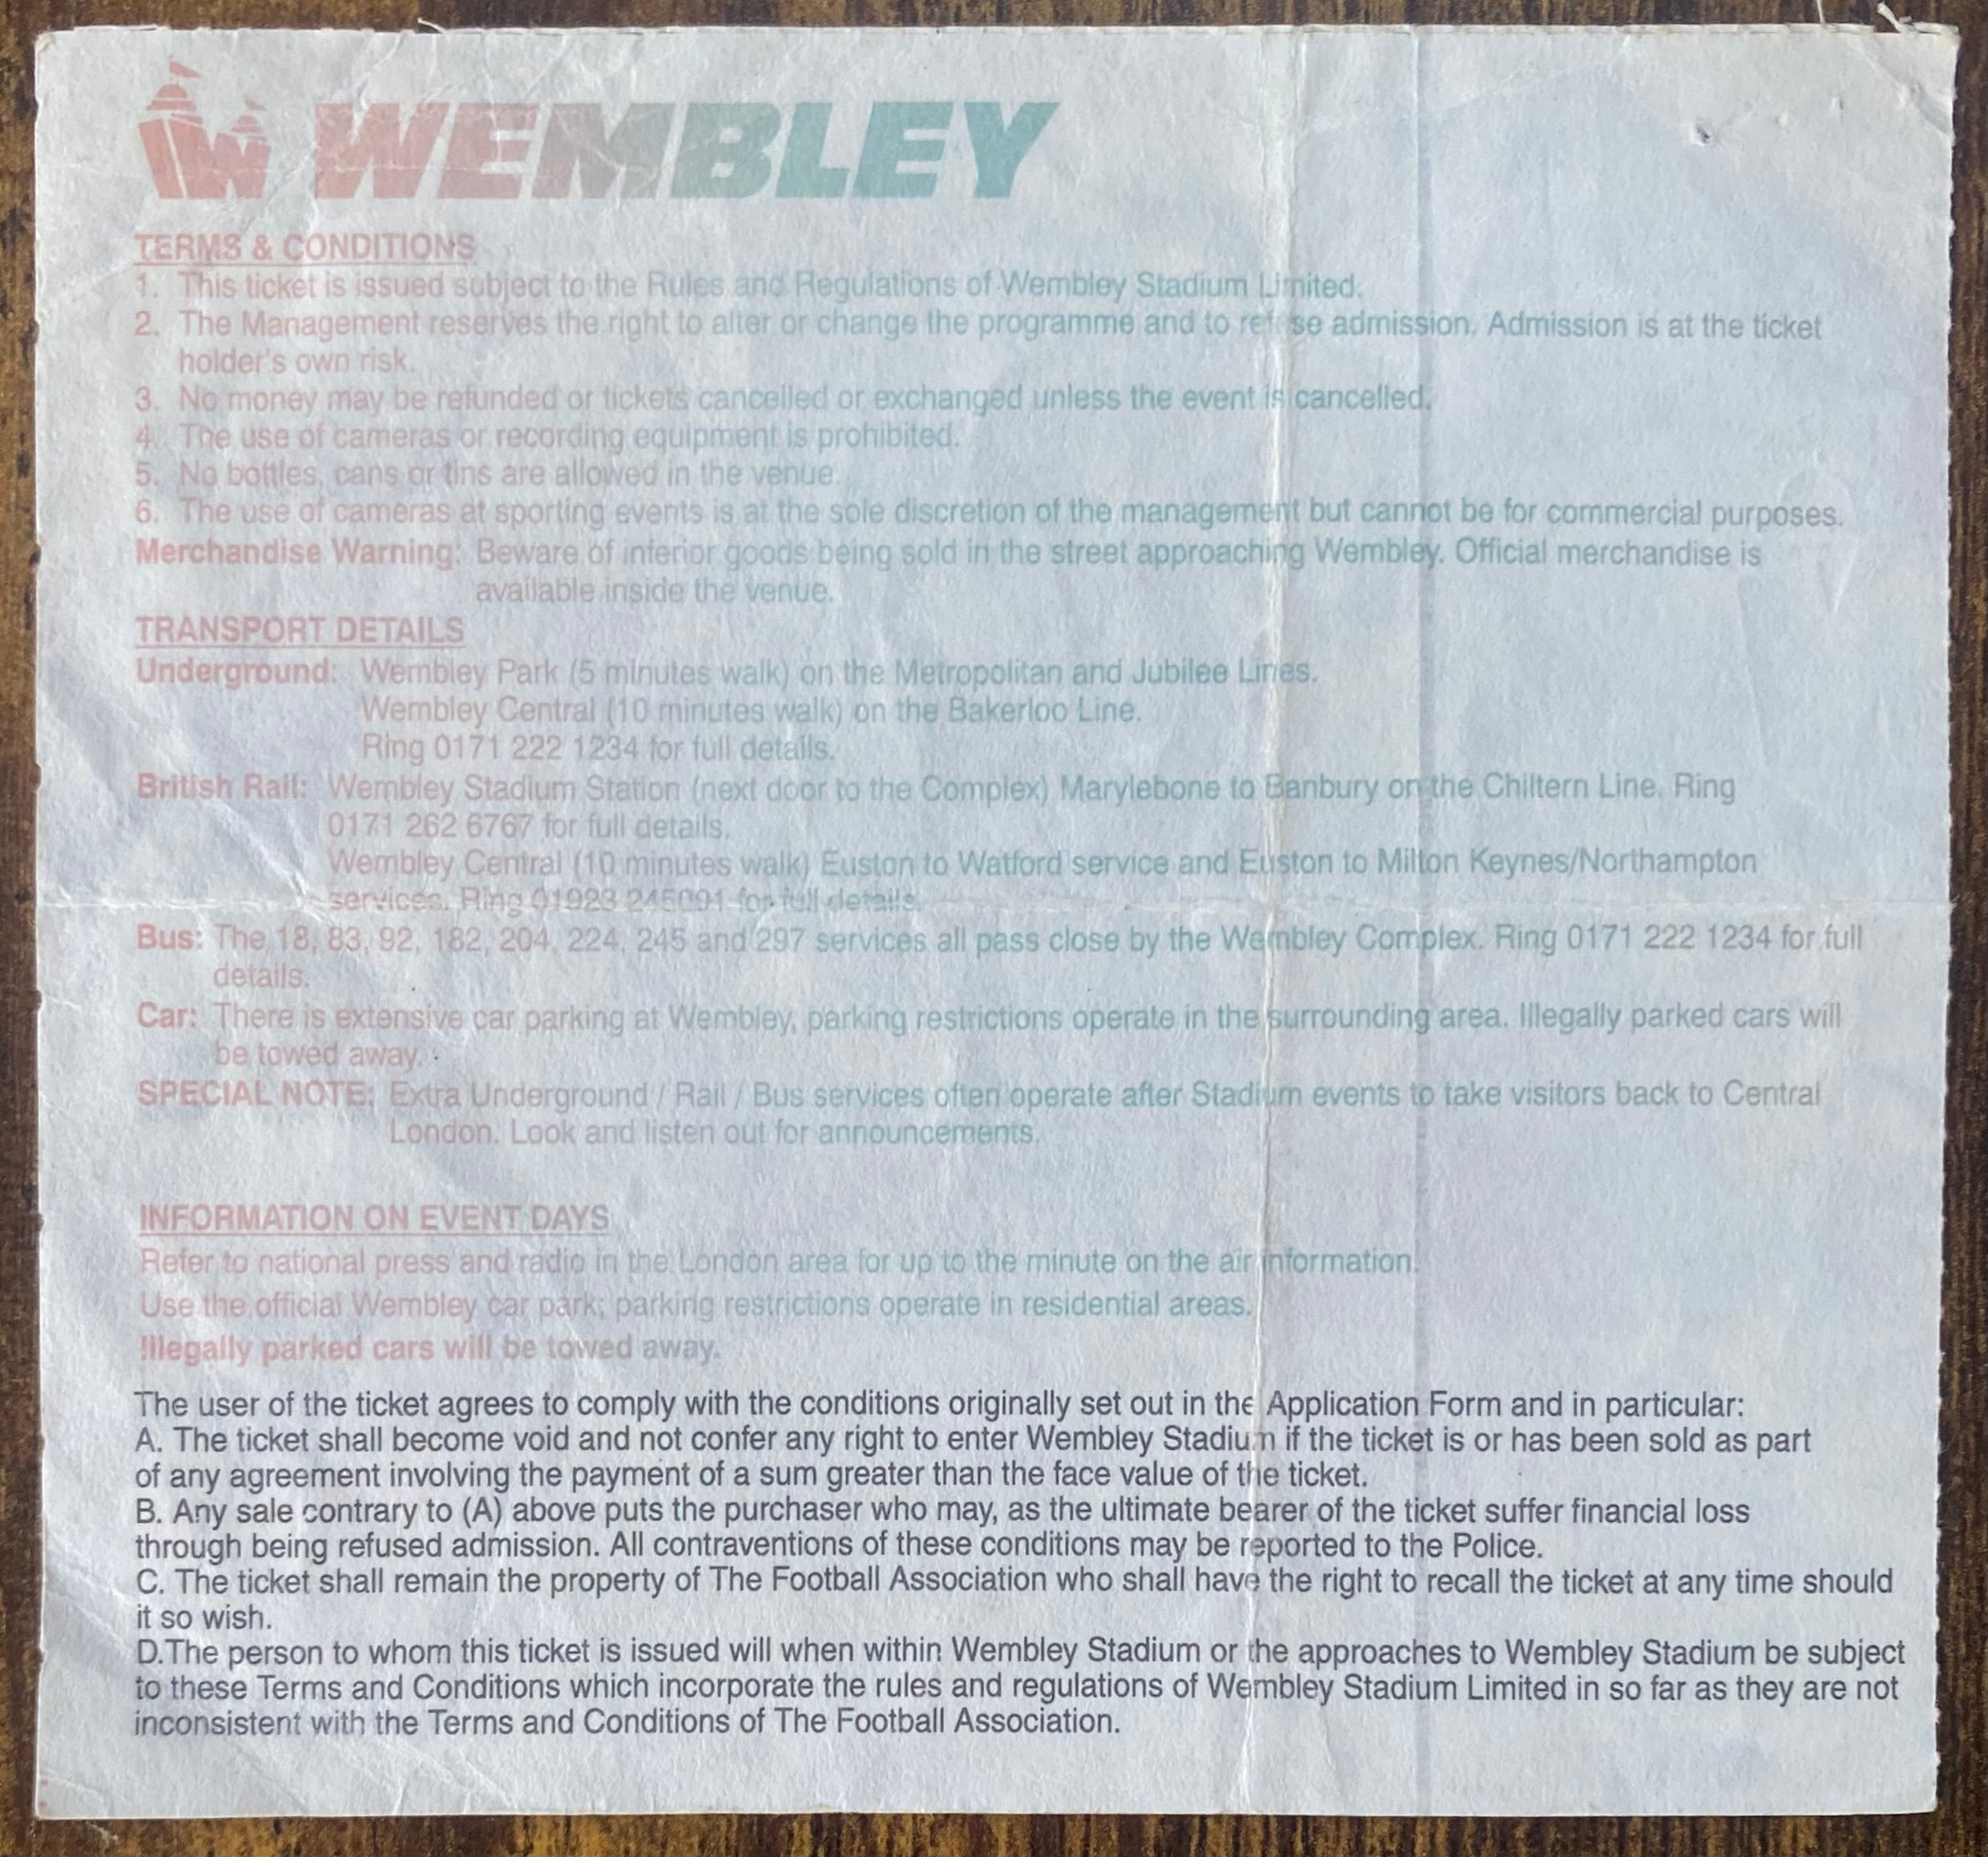 WEMBLEY
TERMS & CONDITIONS
1. This ticket is issued subject to the Rules and Regulations of Wembley Stadium Limited.
2. The Management reserves the right to alter or change the programme and to refuse admission. Admission is at the ticket
holder's own risk.
3. No money may be refunded or tickets cancelled or exchanged unless the event is cancelled.
4. The use of cameras or recording equipment is prohibited.
5. No bottles, cans or tins are allowed in the venue.
6. The use of cameras at sporting events is at the sole discretion of the management but cannot be for commercial purposes.
Merchandise Warning: Beware of inferior goods being sold in the street approaching Wembley. Official merchandise is
available inside the venue.
TRANSPORT DETAILS
Underground: Wembley Park (5 minutes walk) on the Metropolitan and Jubilee Lines.
Wembley Central (10 minutes walk) on the Bakerloo Line.
Ring 0171 222 1234 for full details.
British Rail: Wembley Stadium Station (next door to the Complex) Marylebone to Banbury on the Chiltern Line. Ring
0171 262 6767 for full details.
Wembley Central (10 minutes walk) Euston to Watford service and Euston to Milton Keynes/Northampton
services. Ring 01923 245091 for full details.
Bus: The 18, 83, 92, 182, 204, 224, 245 and 297 services all pass close by the Wembley Complex. Ring 0171 222 1234 for full
details.
Car: There is extensive car parking at Wembley, parking restrictions operate in the surrounding area. Illegally parked cars will
be towed away.
SPECIAL NOTE: Extra Underground / Rail / Bus services often operate after Stadium events to take visitors back to Central
London. Look and listen out for announcements.
INFORMATION ON EVENT DAYS
Refer to national press and radio in the London area for up to the minute on the air information.
Use the official Wembley car park; parking restrictions operate in residential areas.
Illegally parked cars will be towed away.
The user of the ticket agrees to comply with the conditions originally set out in the Application Form and in particular:
A. The ticket shall become void and not confer any right to enter Wembley Stadium if the ticket is or has been sold as part
of any agreement involving the payment of a sum greater than the face value of the ticket.
B. Any sale contrary to (A) above puts the purchaser who may, as the ultimate bearer of the ticket suffer financial loss
through being refused admission. All contraventions of these conditions may be reported to the Police.
C. The ticket shall remain the property of The Football Association who shall have the right to recall the ticket at any time should
it so wish.
D.The person to whom this ticket is issued will when within Wembley Stadium or the approaches to Wembley Stadium be subject
to these Terms and Conditions which incorporate the rules and regulations of Wembley Stadium Limited in so far as they are not
inconsistent with the Terms and Conditions of The Football Association.